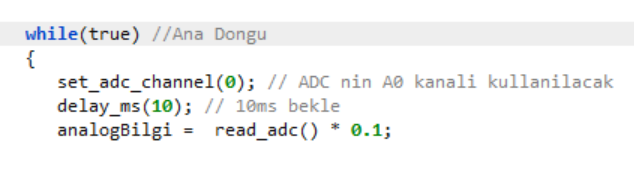 while(true) //Ana Dongu
{
set_adc_channel(0); // ADC nin A0 kanali kullanilacak
delay_ms(10); // 10ms bekle
analogBilgi =  read_adc() * 0.1;